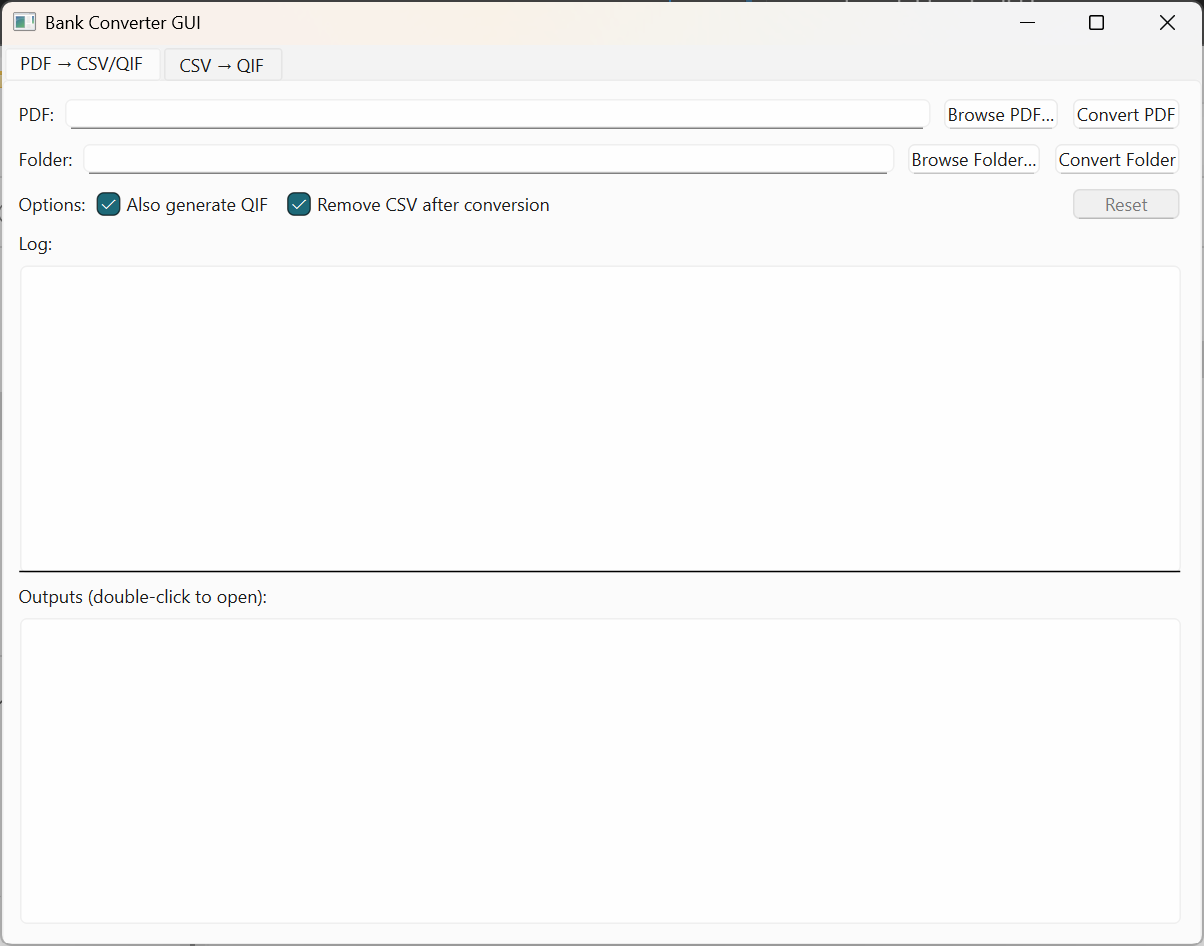 Bank Converter GUI
PDF → CSV/QIF CSV → QIF
PDF: Browse PDF... Convert PDF
Folder: Browse Folder... Convert Folder
Options: Also generate QIF Remove CSV after conversion Reset
Log:
Outputs (double-click to open):